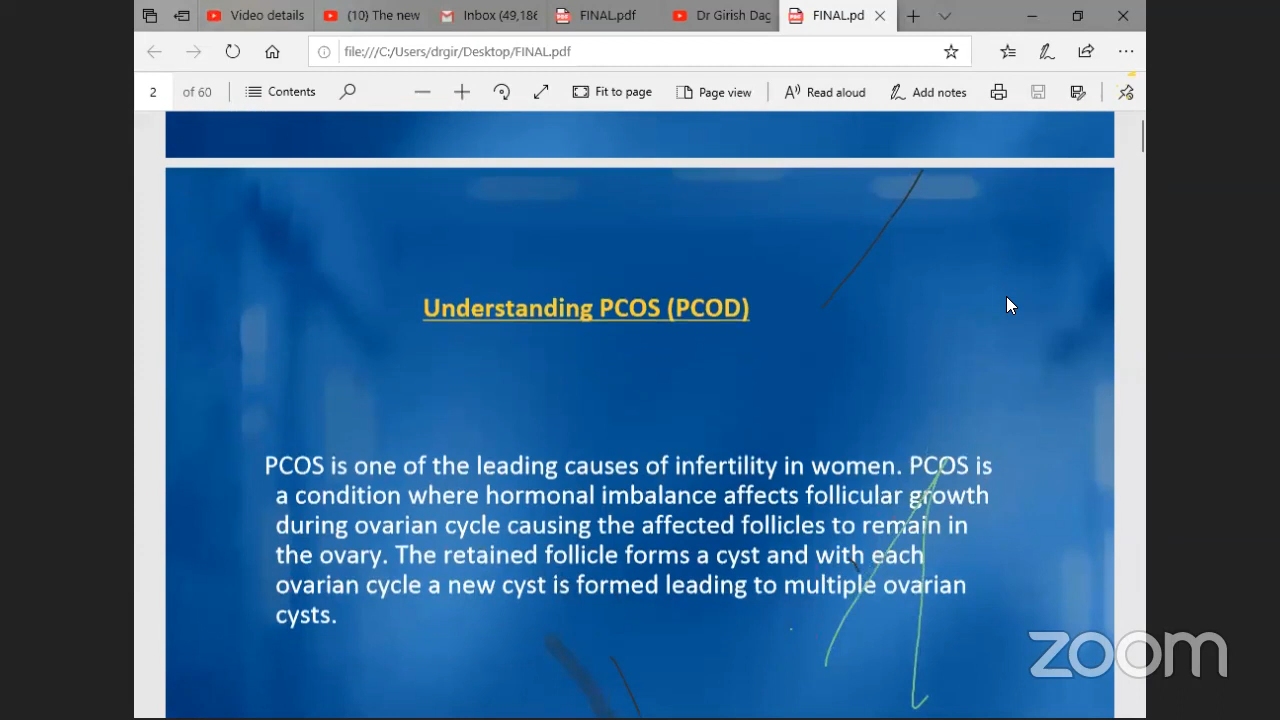 Video details
(10) The new
Inbox (49,186
FINAL.pdf
Dr Girish Dag
FINAL.pd
file:///C:/Users/drgir/Desktop/FINAL.pdf
2 of 60
Contents
Fit to page
Page view
Read aloud
Add notes
Understanding PCOS (PCOD)
PCOS is one of the leading causes of infertility in women. PCOS is
a condition where hormonal imbalance affects follicular growth
during ovarian cycle causing the affected follicles to remain in
the ovary. The retained follicle forms a cyst and with each
ovarian cycle a new cyst is formed leading to multiple ovarian
cysts.
zoom